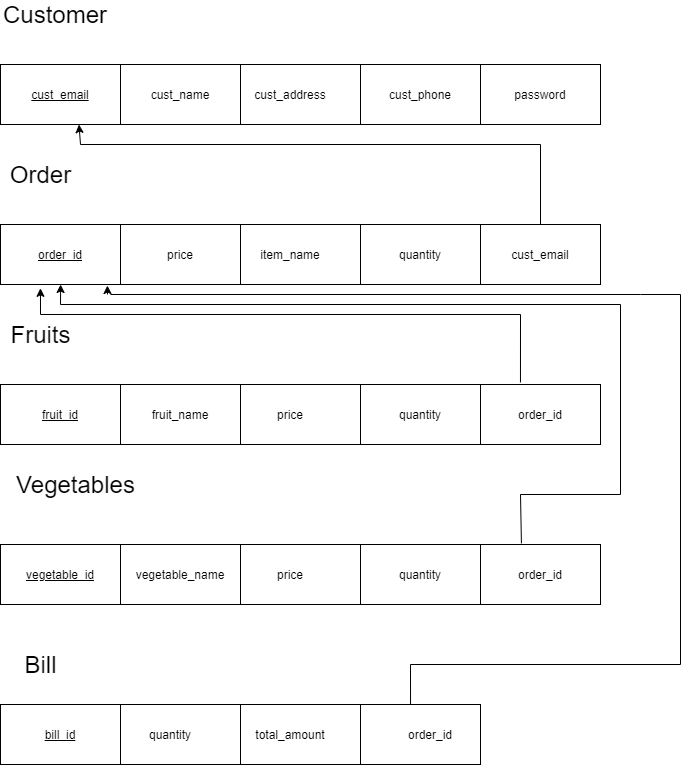 Customer
cust_email cust_name cust_address cust_phone password
Order
order_id price item_name quantity cust_email
Fruits
fruit_id fruit_name price quantity order_id
Vegetables
vegetable_id vegetable_name price quantity order_id
Bill
bill_id quantity total_amount order_id